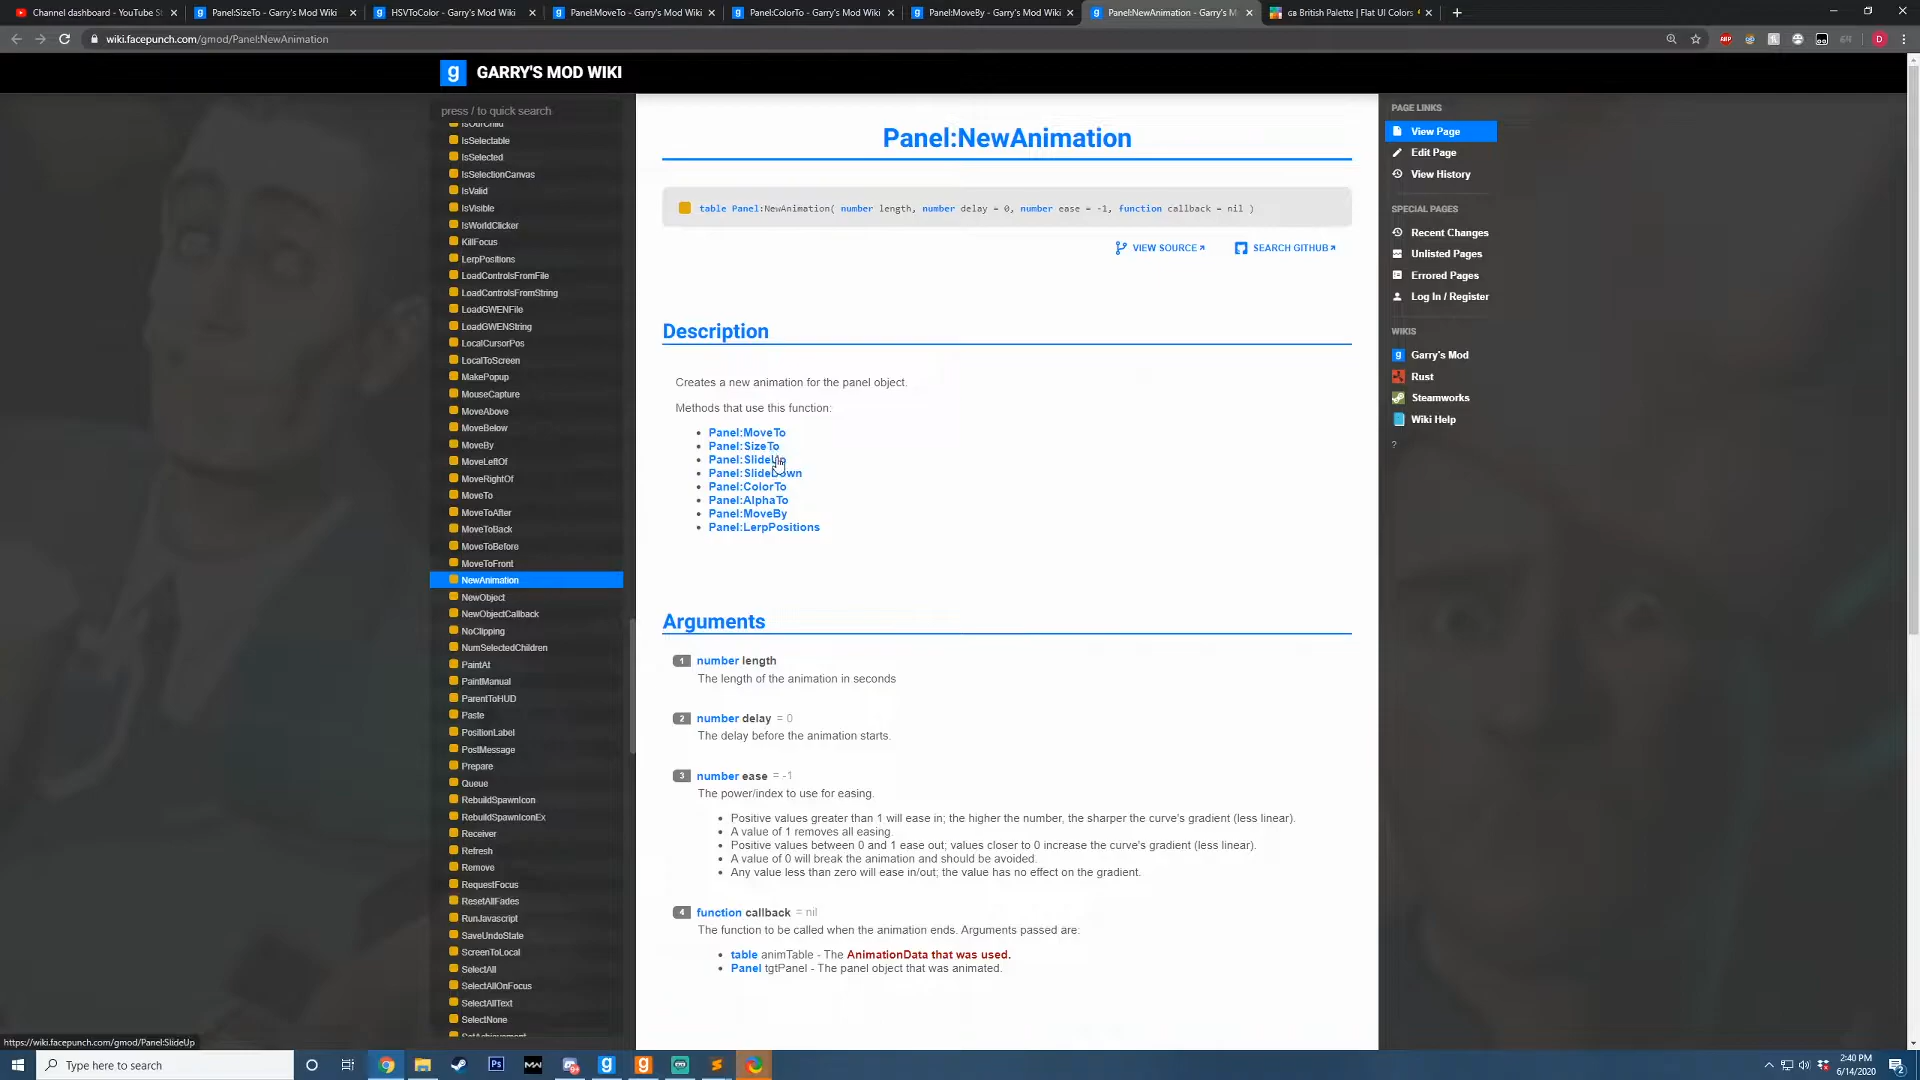 Channel dashboard - YouTube S
Panel:SizeTo - Garry's Mod Wiki
HSVToColor - Garry's Mod Wiki
Panel:MoveTo - Garry's Mod Wiki
Panel:ColorTo - Garry's Mod Wiki
Panel:MoveBy - Garry's Mod Wiki
Panel:NewAnimation - Garry's M
GB British Palette | Flat UI Colors
wiki.facepunch.com/gmod/Panel:NewAnimation
GARRY'S MOD WIKI
press / to quick search
IsOurChild
IsSelectable
IsSelected
IsSelectionCanvas
IsValid
IsVisible
IsWorldClicker
KillFocus
LerpPositions
LoadControlsFromFile
LoadControlsFromString
LoadGWENFile
LoadGWENString
LocalCursorPos
LocalToScreen
MakePopup
MouseCapture
MoveAbove
MoveBelow
MoveBy
MoveLeftOf
MoveRightOf
MoveTo
MoveToAfter
MoveToBack
MoveToBefore
MoveToFront
NewAnimation
NewObject
NewObjectCallback
NoClipping
NumSelectedChildren
PaintAt
PaintManual
ParentToHUD
Paste
PositionLabel
PostMessage
Prepare
Queue
RebuildSpawnIcon
RebuildSpawnIconEx
Receiver
Refresh
Remove
RequestFocus
ResetAllFades
RunJavascript
SaveUndoState
ScreenToLocal
SelectAll
SelectAllOnFocus
SelectAllText
SelectNone
Panel:NewAnimation
table Panel:NewAnimation( number length, number delay = 0, number ease = -1, function callback = nil )
VIEW SOURCE
SEARCH GITHUB
Description
Creates a new animation for the panel object.
Methods that use this function:
Panel:MoveTo
Panel:SizeTo
Panel:SlideUp
Panel:SlideDown
Panel:ColorTo
Panel:AlphaTo
Panel:MoveBy
Panel:LerpPositions
Arguments
1 number length
The length of the animation in seconds
2 number delay = 0
The delay before the animation starts.
3 number ease = -1
The power/index to use for easing.
Positive values greater than 1 will ease in; the higher the number, the sharper the curve's gradient (less linear).
A value of 1 removes all easing.
Positive values between 0 and 1 ease out; values closer to 0 increase the curve's gradient (less linear).
A value of 0 will break the animation and should be avoided.
Any value less than zero will ease in/out; the value has no effect on the gradient.
4 function callback = nil
The function to be called when the animation ends. Arguments passed are:
table animTable - The AnimationData that was used.
Panel tgtPanel - The panel object that was animated.
PAGE LINKS
View Page
Edit Page
View History
SPECIAL PAGES
Recent Changes
Unlisted Pages
Errored Pages
Log In / Register
WIKIS
Garry's Mod
Rust
Steamworks
Wiki Help
?
https://wiki.facepunch.com/gmod/Panel:SlideUp
Type here to search
2:40 PM
6/14/2020